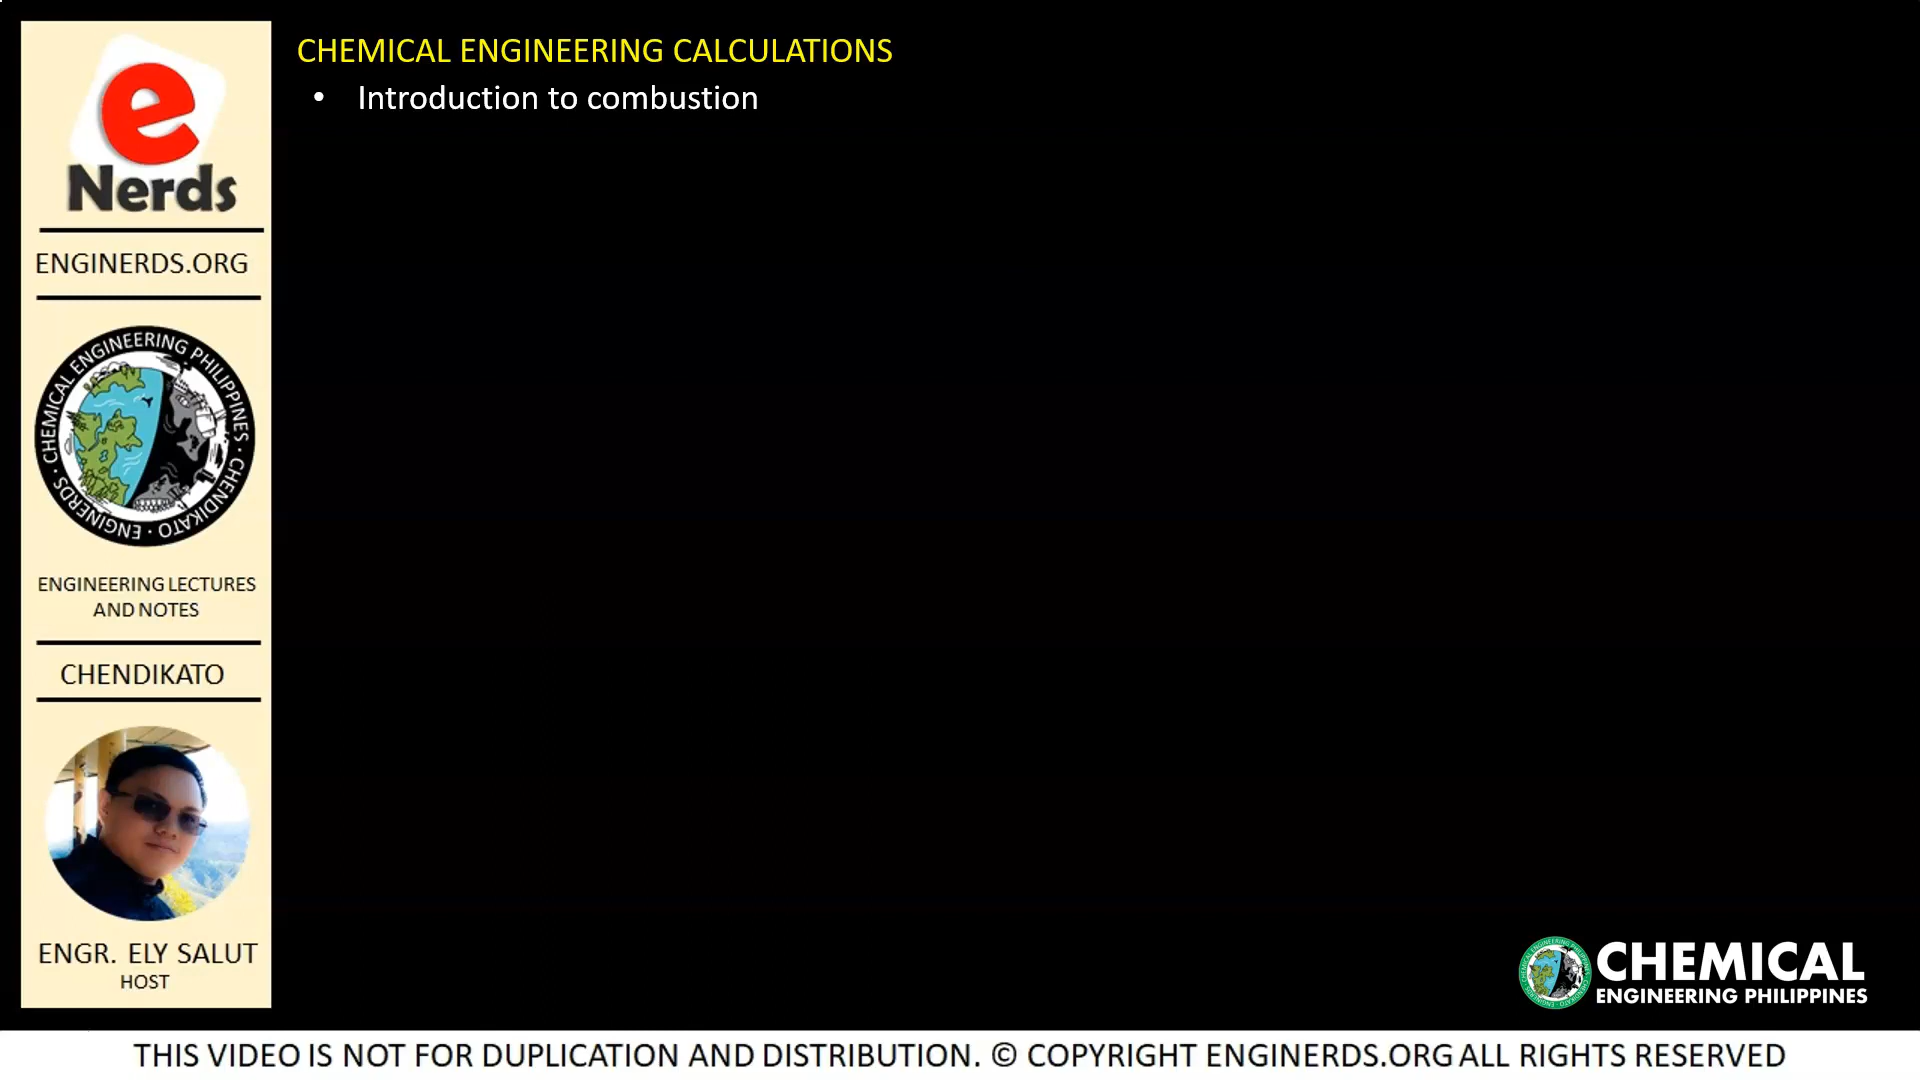 CHEMICAL ENGINEERING CALCULATIONS
• Introduction to combustion
e
Nerds
ENGINERDS.ORG
CHEMICAL ENGINEERING PHILIPPINES · CHENDIKATO · ENGINERDS ·
ENGINEERING LECTURES
AND NOTES
CHENDIKATO
ENGR. ELY SALUT
HOST
CHEMICAL
ENGINEERING PHILIPPINES
THIS VIDEO IS NOT FOR DUPLICATION AND DISTRIBUTION. © COPYRIGHT ENGINERDS.ORG ALL RIGHTS RESERVED